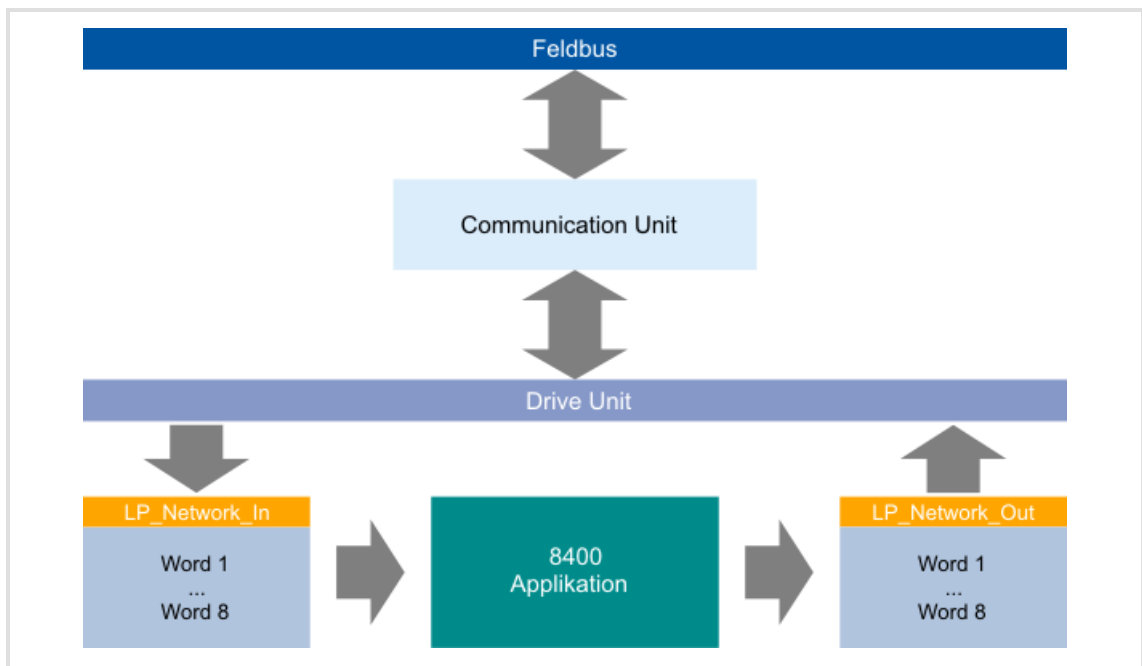 Feldbus
Communication Unit
Drive Unit
LP_Network_In
Word 1
...
Word 8
8400
Applikation
LP_Network_Out
Word 1
...
Word 8